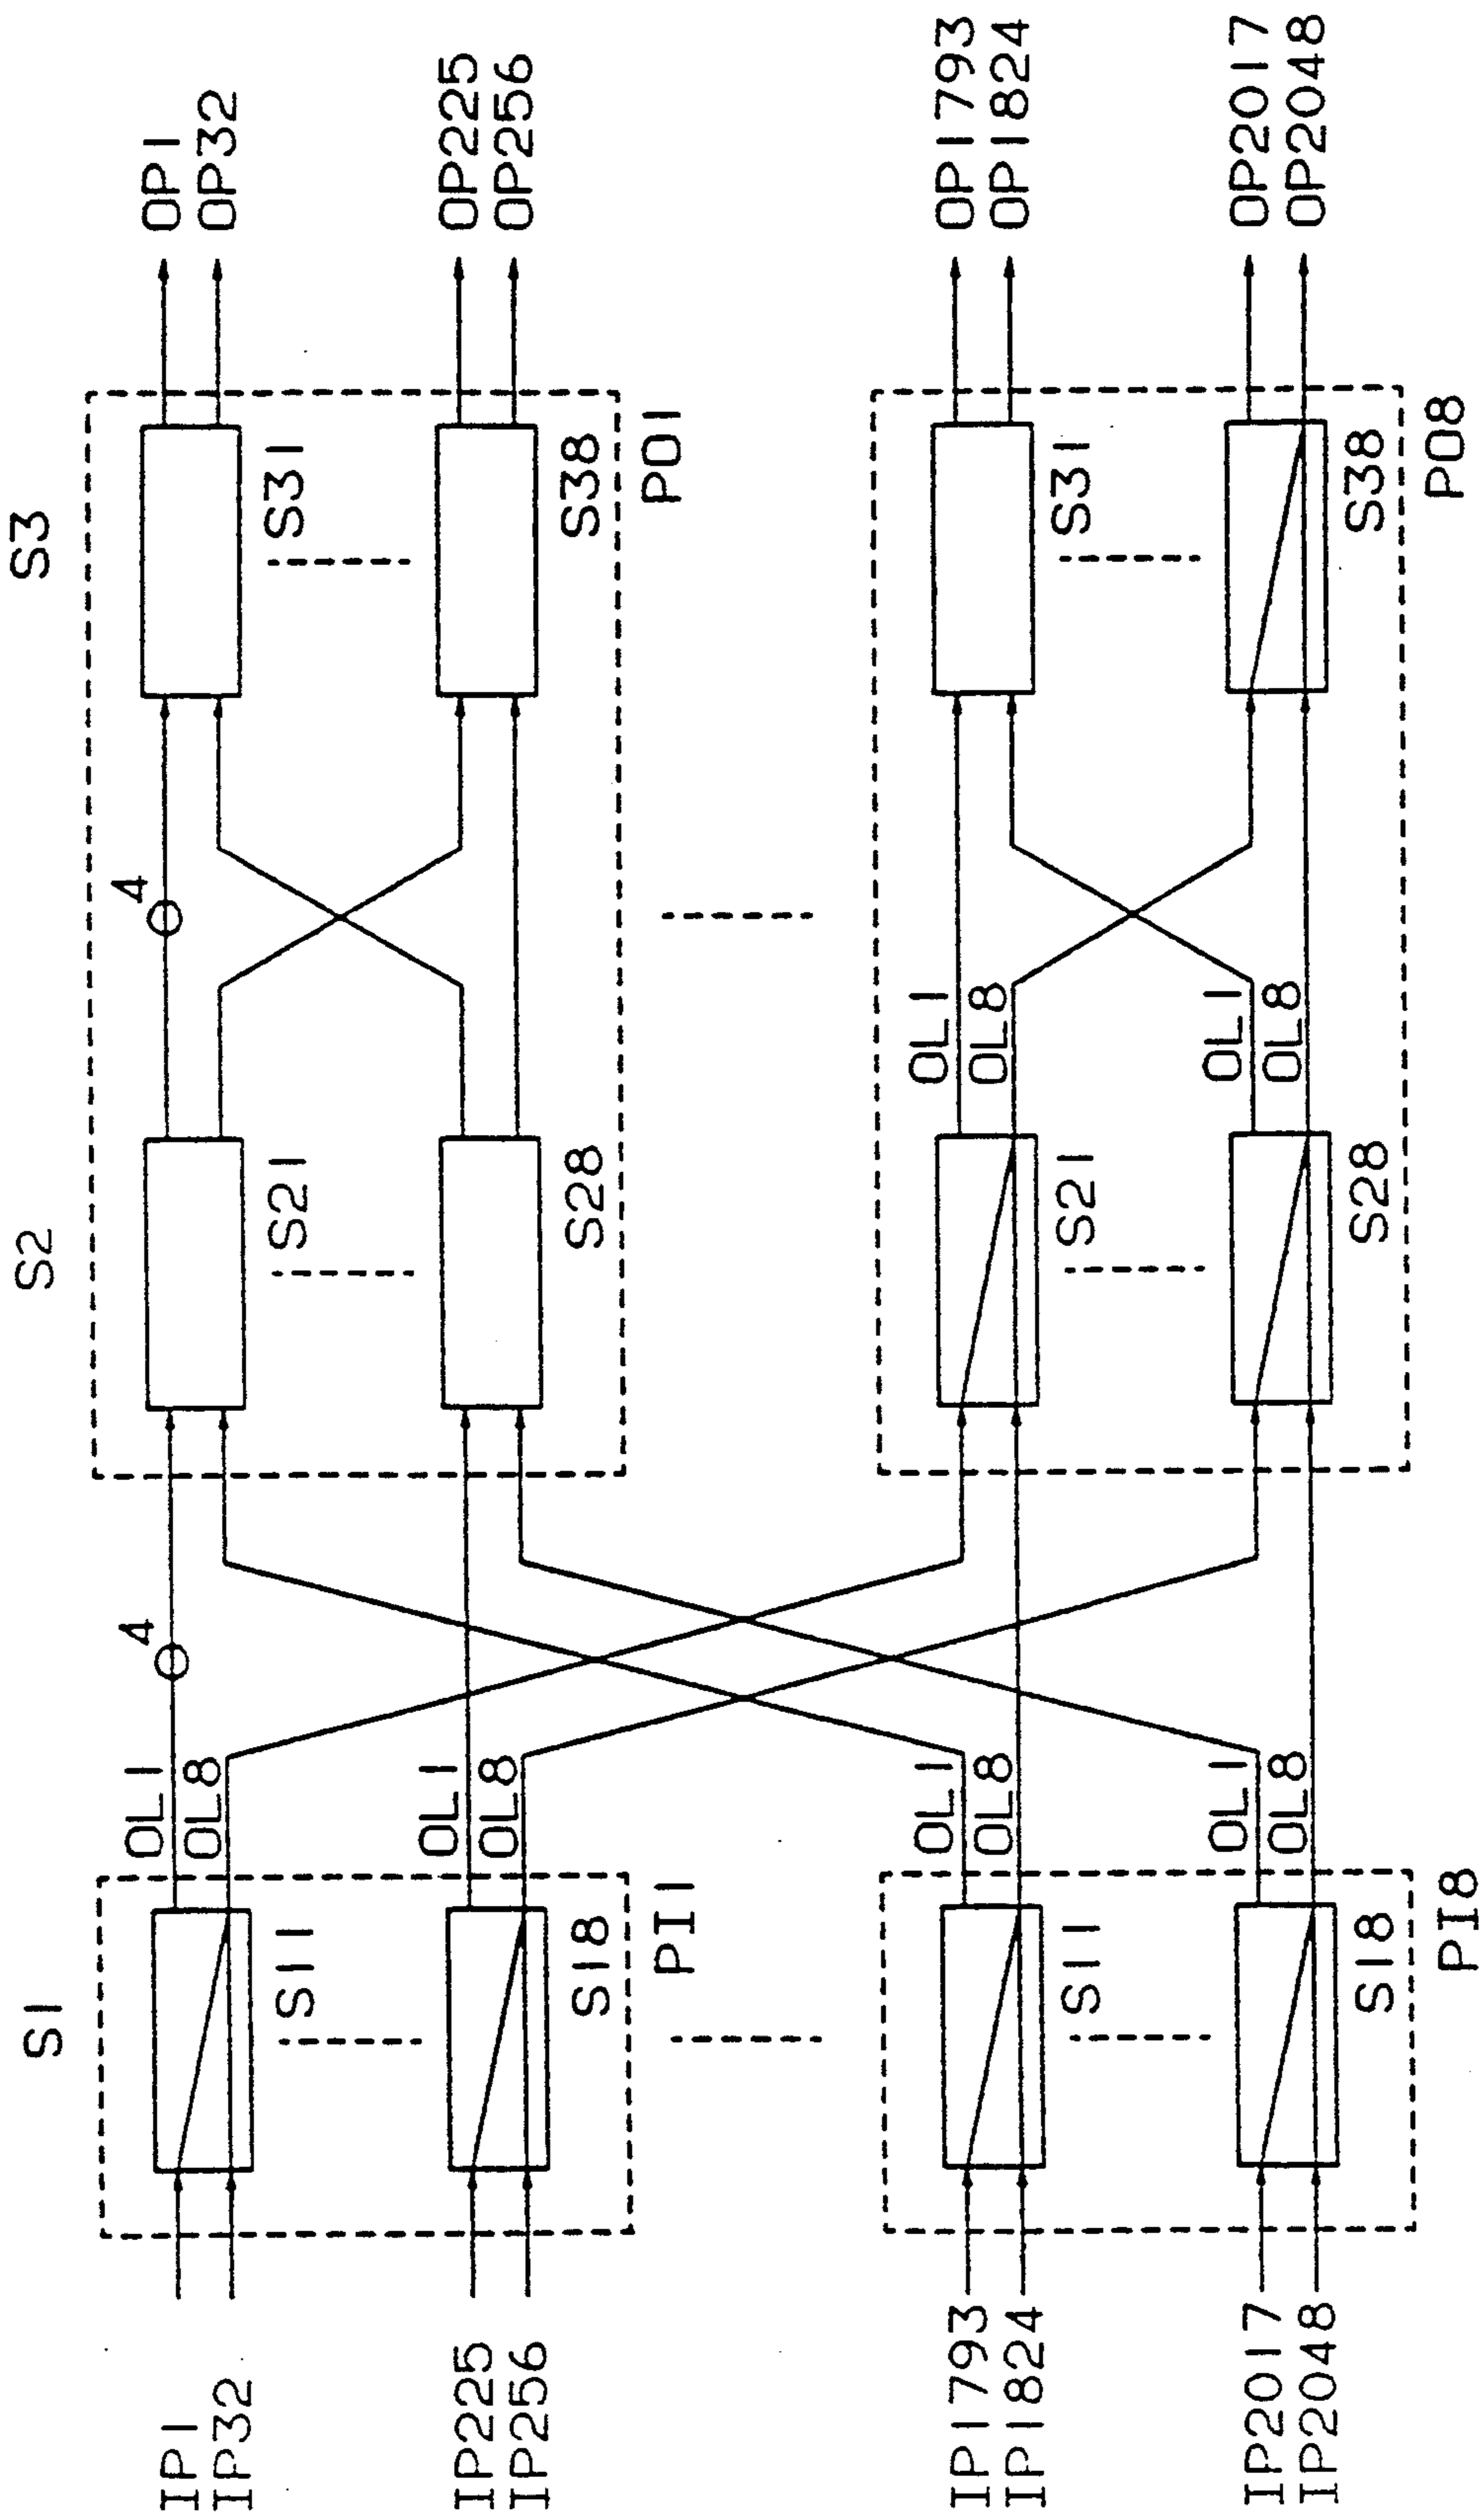 S1
S2
S3
IP1
IP32
OL1
OL8
4
4
OP1
OP32
S11
S21
S31
IP225
IP256
OL1
OL8
OP225
OP256
S18
S28
S38
PI1
PO1
IP1793
IP1824
OL1
OL8
OL1
OL8
OP1793
OP1824
S11
S21
S31
IP2017
IP2048
OL1
OL8
OL1
OL8
OP2017
OP2048
S18
S28
S38
PI8
PO8